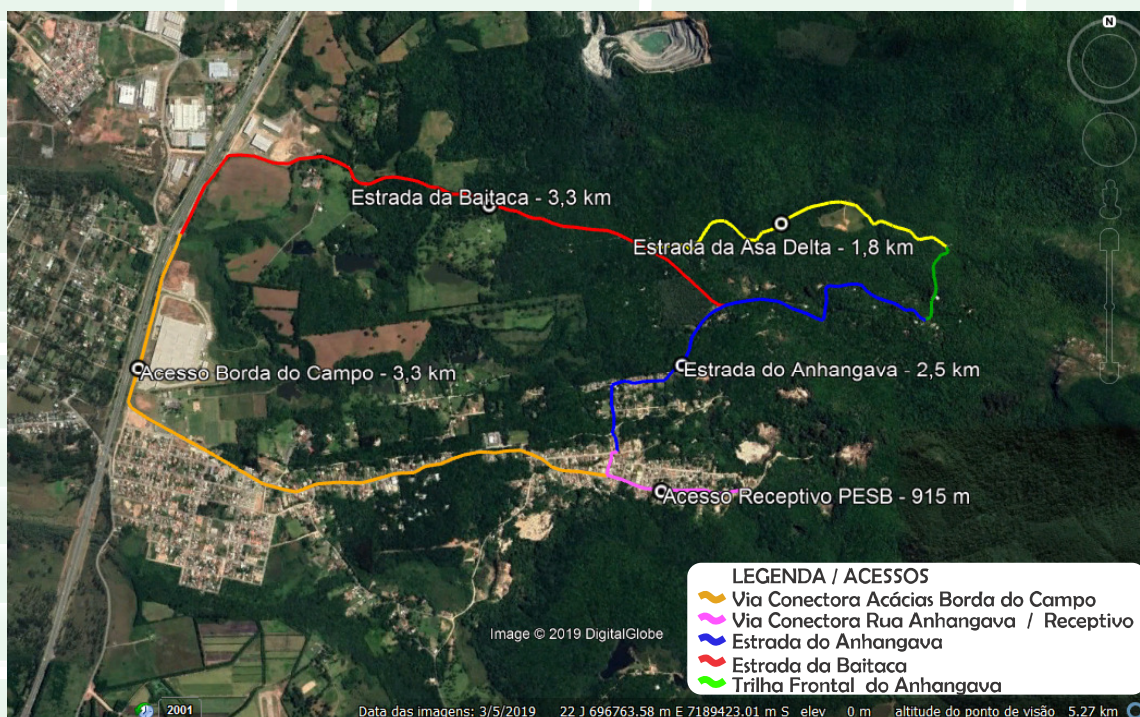 N
Estrada da Baitaca - 3,3 km
Estrada da Asa Delta - 1,8 km
Acesso Borda do Campo - 3,3 km
Estrada do Anhangava - 2,5 km
Acesso Receptivo PESB - 915 m
LEGENDA / ACESSOS
Via Conectora Acácias Borda do Campo
Via Conectora Rua Anhangava / Receptivo
Estrada do Anhangava
Estrada da Baitaca
Trilha Frontal do Anhangava
Image © 2019 DigitalGlobe
2001
Data das imagens: 3/5/2019 22 J 696763.58 m E 7189423.01 m S elev 0 m altitude do ponto de visão 5.27 km